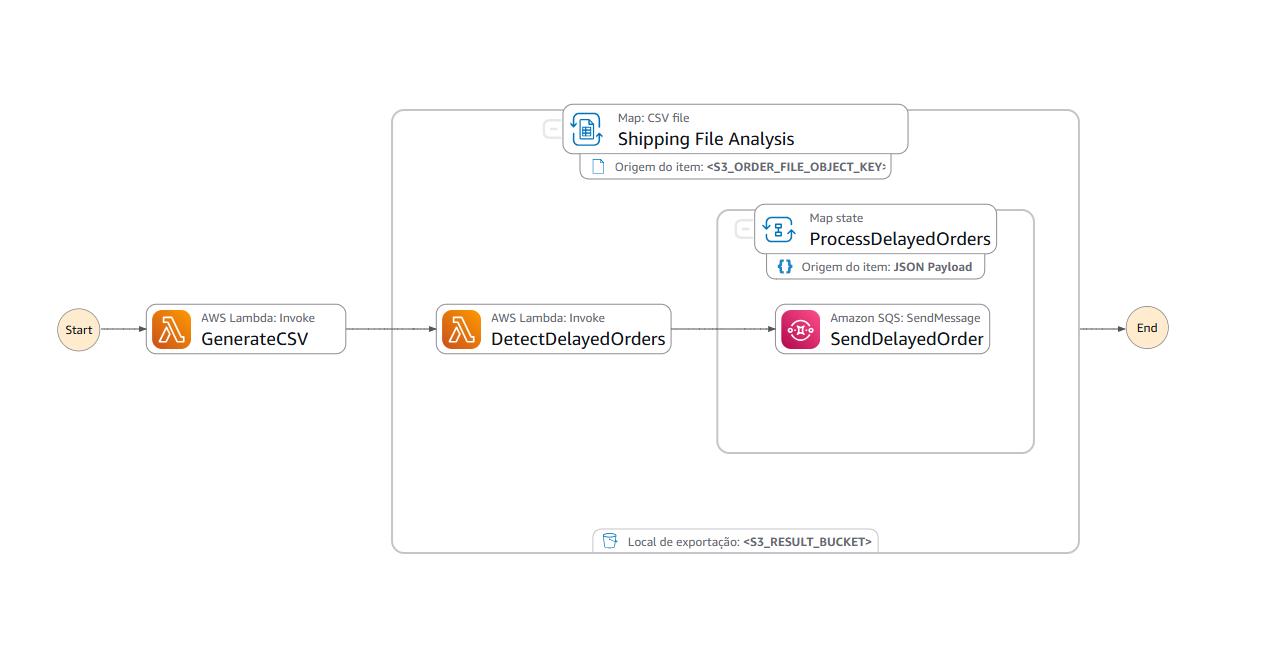 Map: CSV file
Shipping File Analysis
Origem do item: <S3_ORDER_FILE_OBJECT_KEY>
Map state
ProcessDelayedOrders
Origem do item: JSON Payload
Start
AWS Lambda: Invoke
GenerateCSV
AWS Lambda: Invoke
DetectDelayedOrders
Amazon SQS: SendMessage
SendDelayedOrder
End
Local de exportação: <S3_RESULT_BUCKET>